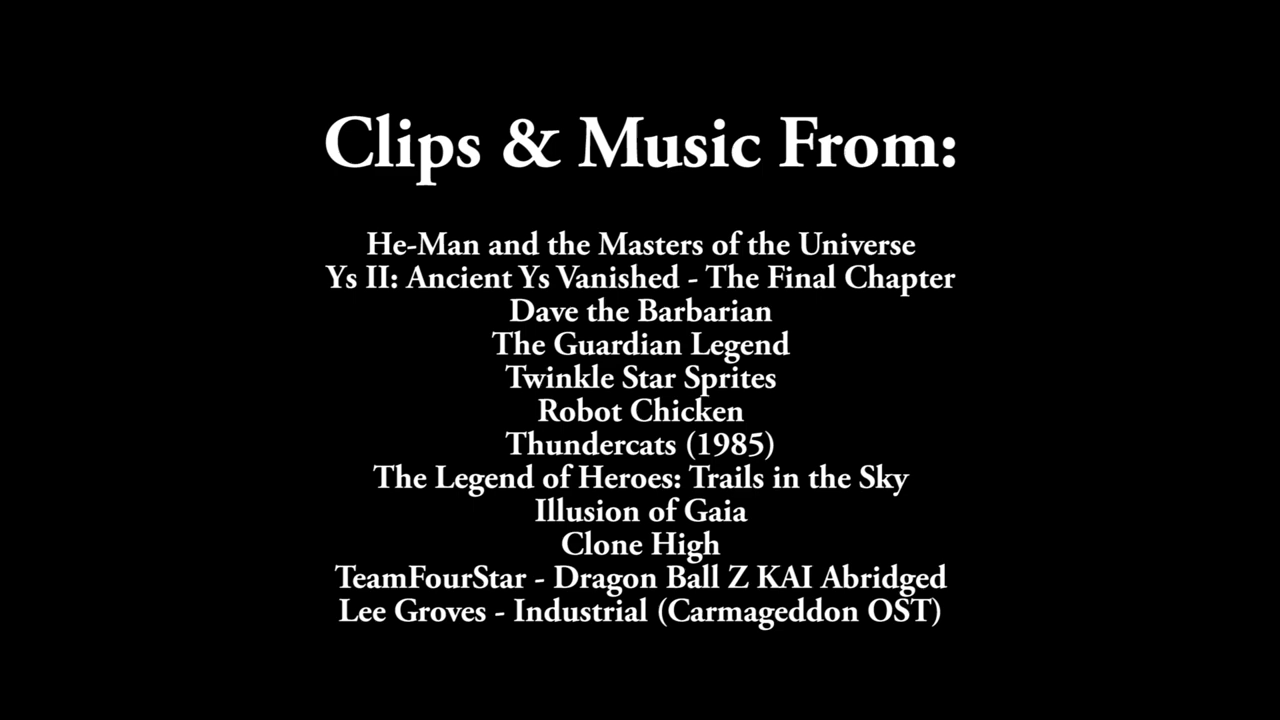 Clips & Music From:
He-Man and the Masters of the Universe
Ys II: Ancient Ys Vanished - The Final Chapter
Dave the Barbarian
The Guardian Legend
Twinkle Star Sprites
Robot Chicken
Thundercats (1985)
The Legend of Heroes: Trails in the Sky
Illusion of Gaia
Clone High
TeamFourStar - Dragon Ball Z KAI Abridged
Lee Groves - Industrial (Carmageddon OST)